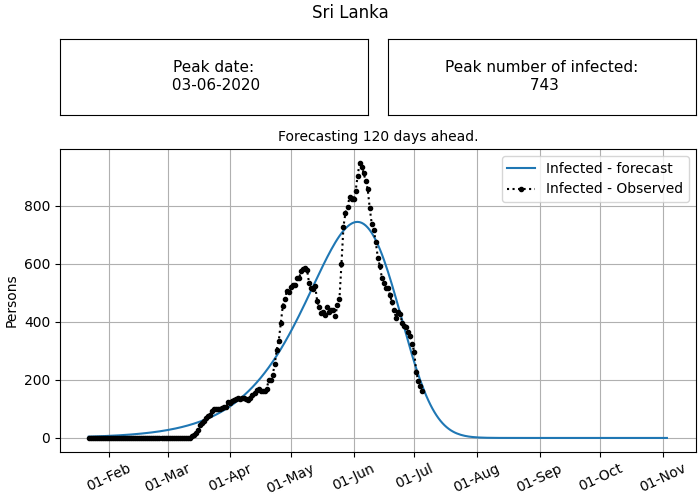 Sri Lanka
Peak date:
03-06-2020
Peak number of infected:
743
Forecasting 120 days ahead.
Infected - forecast
Infected - Observed
Persons
800
600
400
200
0
01-Feb
01-Mar
01-Apr
01-May
01-Jun
01-Jul
01-Aug
01-Sep
01-Oct
01-Nov